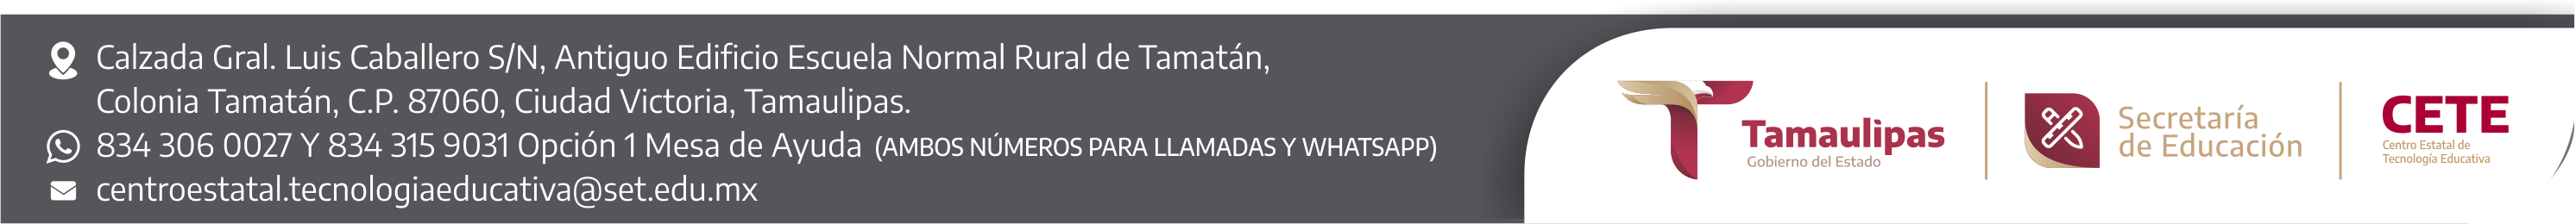 Calzada Gral. Luis Caballero S/N, Antiguo Edificio Escuela Normal Rural de Tamatán,
Colonia Tamatán, C.P. 87060, Ciudad Victoria, Tamaulipas.
834 306 0027 Y 834 315 9031 Opción 1 Mesa de Ayuda (AMBOS NÚMEROS PARA LLAMADAS Y WHATSAPP)
centroestatal.tecnologiaeducativa@set.edu.mx
Tamaulipas
Gobierno del Estado
Secretaría
de Educación
CETE
Centro Estatal de
Tecnología Educativa